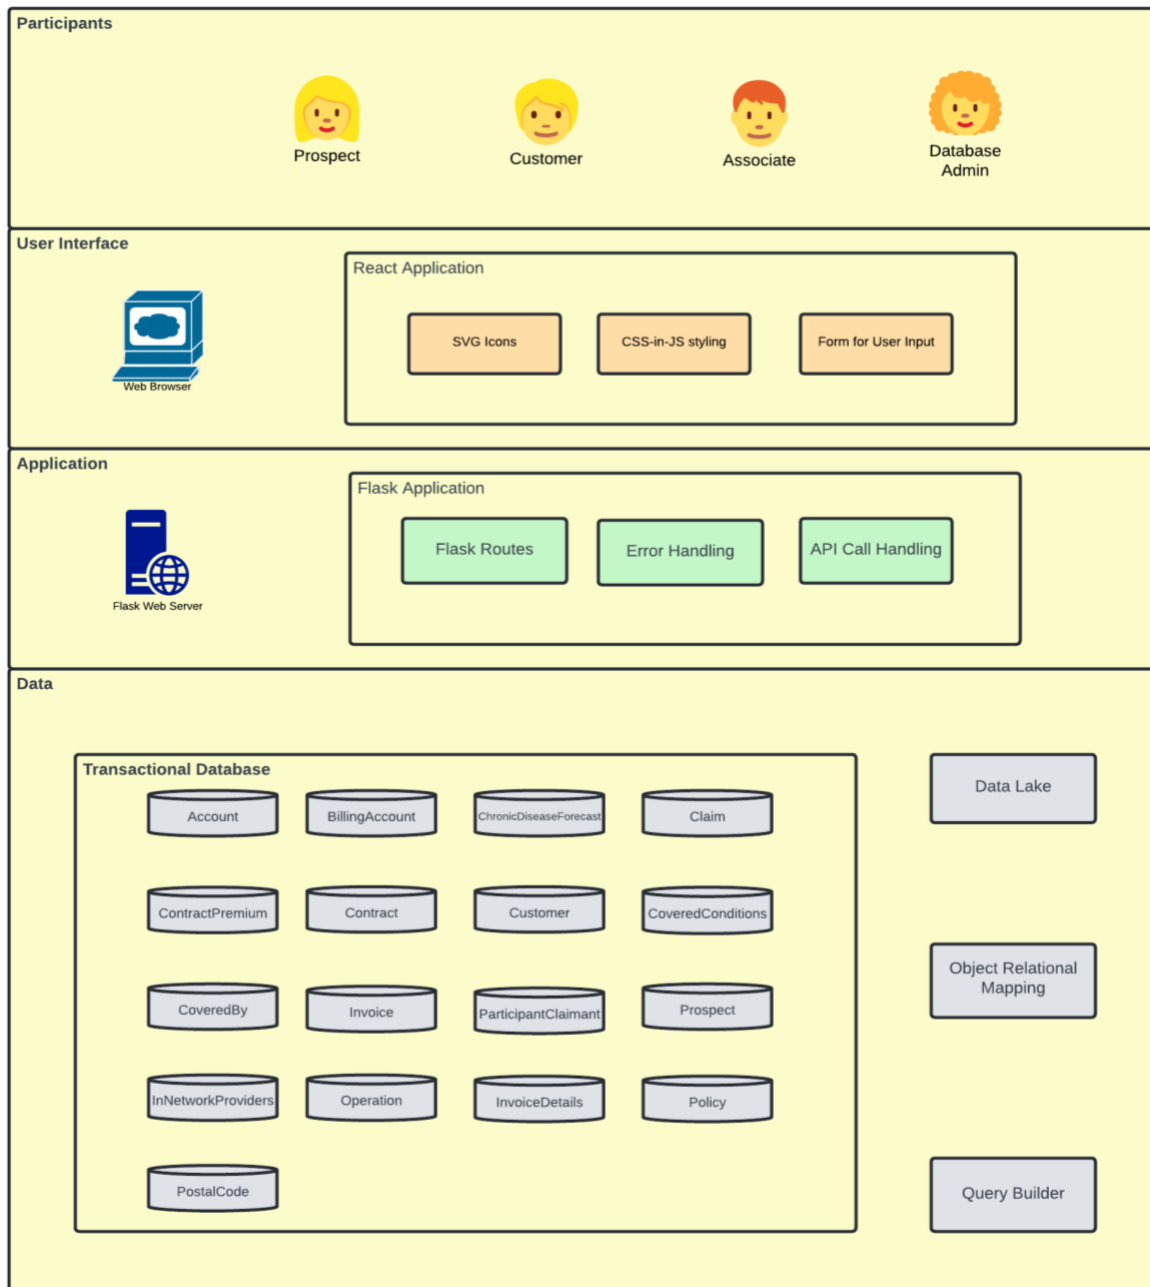 Participants
Prospect
Customer
Associate
Database
Admin
User Interface
React Application
SVG Icons
CSS-in-JS styling
Form for User Input
Web Browser
Application
Flask Application
Flask Routes
Error Handling
API Call Handling
Flask Web Server
Data
Transactional Database
Account
BillingAccount
ChronicDiseaseForecast
Claim
Data Lake
ContractPremium
Contract
Customer
CoveredConditions
CoveredBy
Invoice
ParticipantClaimant
Prospect
Object Relational
Mapping
InNetworkProviders
Operation
InvoiceDetails
Policy
PostalCode
Query Builder